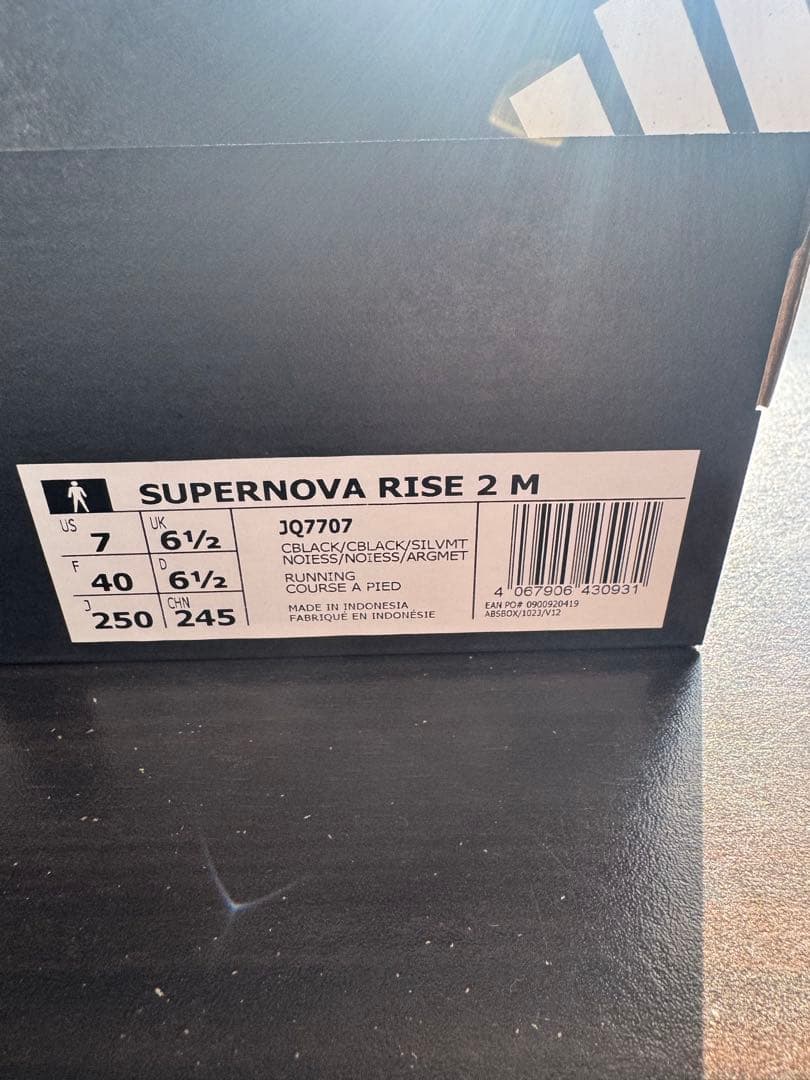 SUPERNOVA RISE 2 M
US 7 UK 6½
F 40 D 6½
J 250 CHN 245
JQ7707
CBLACK/CBLACK/SILVMT
NOIESS/NOIESS/ARGMET
RUNNING
COURSE A PIED
MADE IN INDONESIA
FABRIQUÉ EN INDONÉSIE
4 067906 430931
EAN PO# 0900920419
ABSBOX/1023/V12